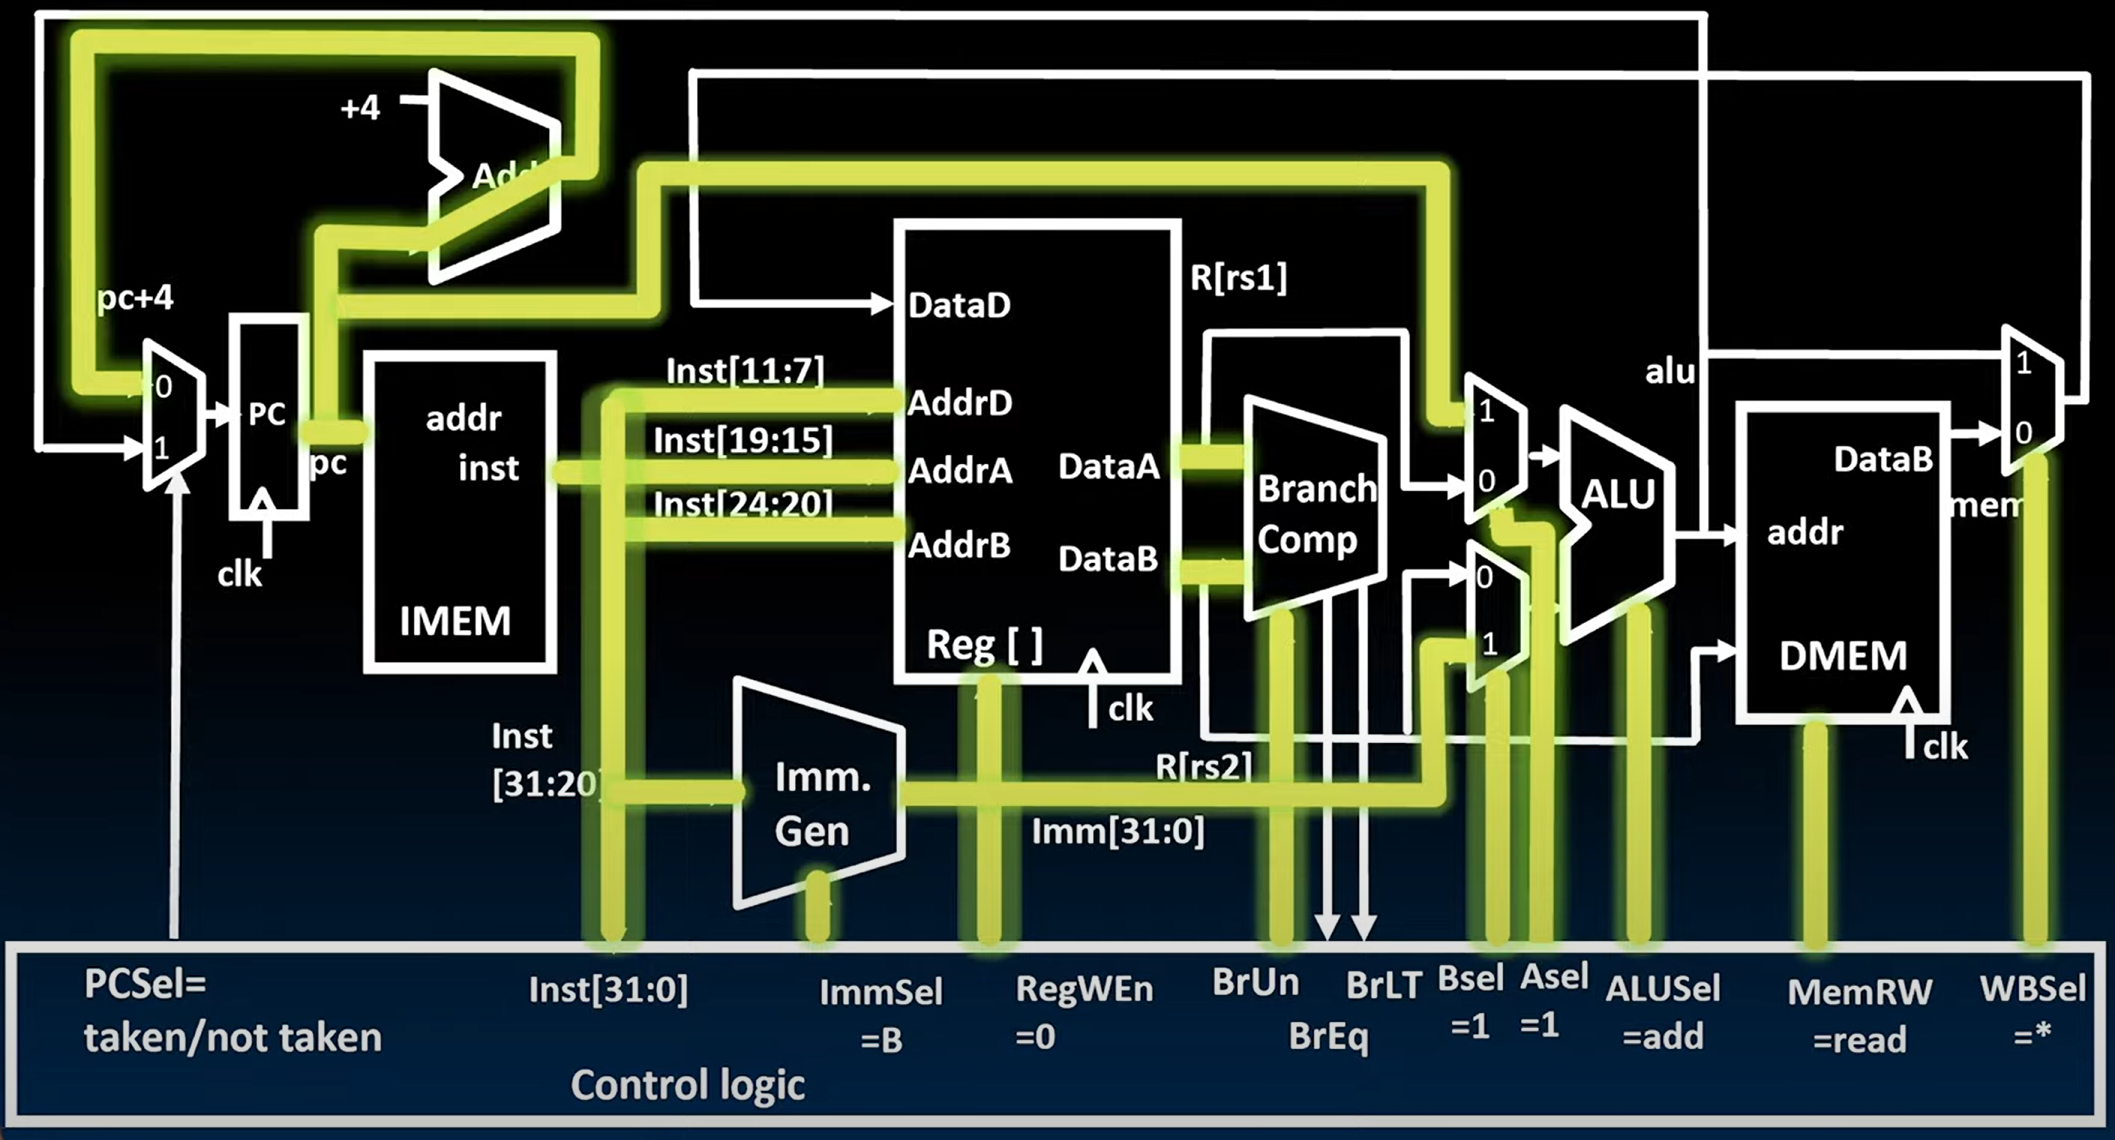 +4
Add
pc+4
0
1
PC
pc
clk
addr
inst
IMEM
Inst[11:7]
Inst[19:15]
Inst[24:20]
DataD
AddrD
AddrA
AddrB
DataA
DataB
Reg [ ]
clk
R[rs1]
Branch
Comp
1
0
0
1
ALU
alu
addr
DataB
DMEM
clk
mem
1
0
Inst
[31:20]
Imm.
Gen
R[rs2]
Imm[31:0]
PCSel=
taken/not taken
Inst[31:0]
ImmSel
=B
RegWEn
=0
BrUn
BrEq
BrLT
Bsel
=1
Asel
=1
ALUSel
=add
MemRW
=read
WBSel
=*
Control logic